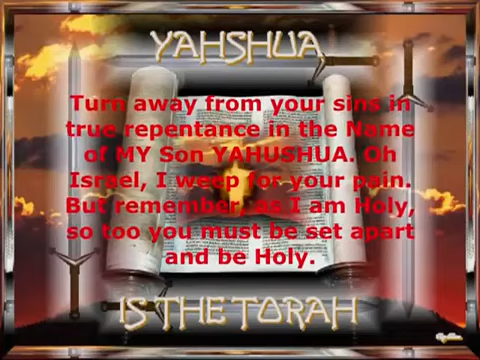 YAHSHUA
Turn away from your sins in
true repentance in the Name
of MY Son YAHUSHUA. Oh
Israel, I weep for your pain.
But remember, as I am Holy,
so too you must be set apart
and be Holy.
IS THE TORAH